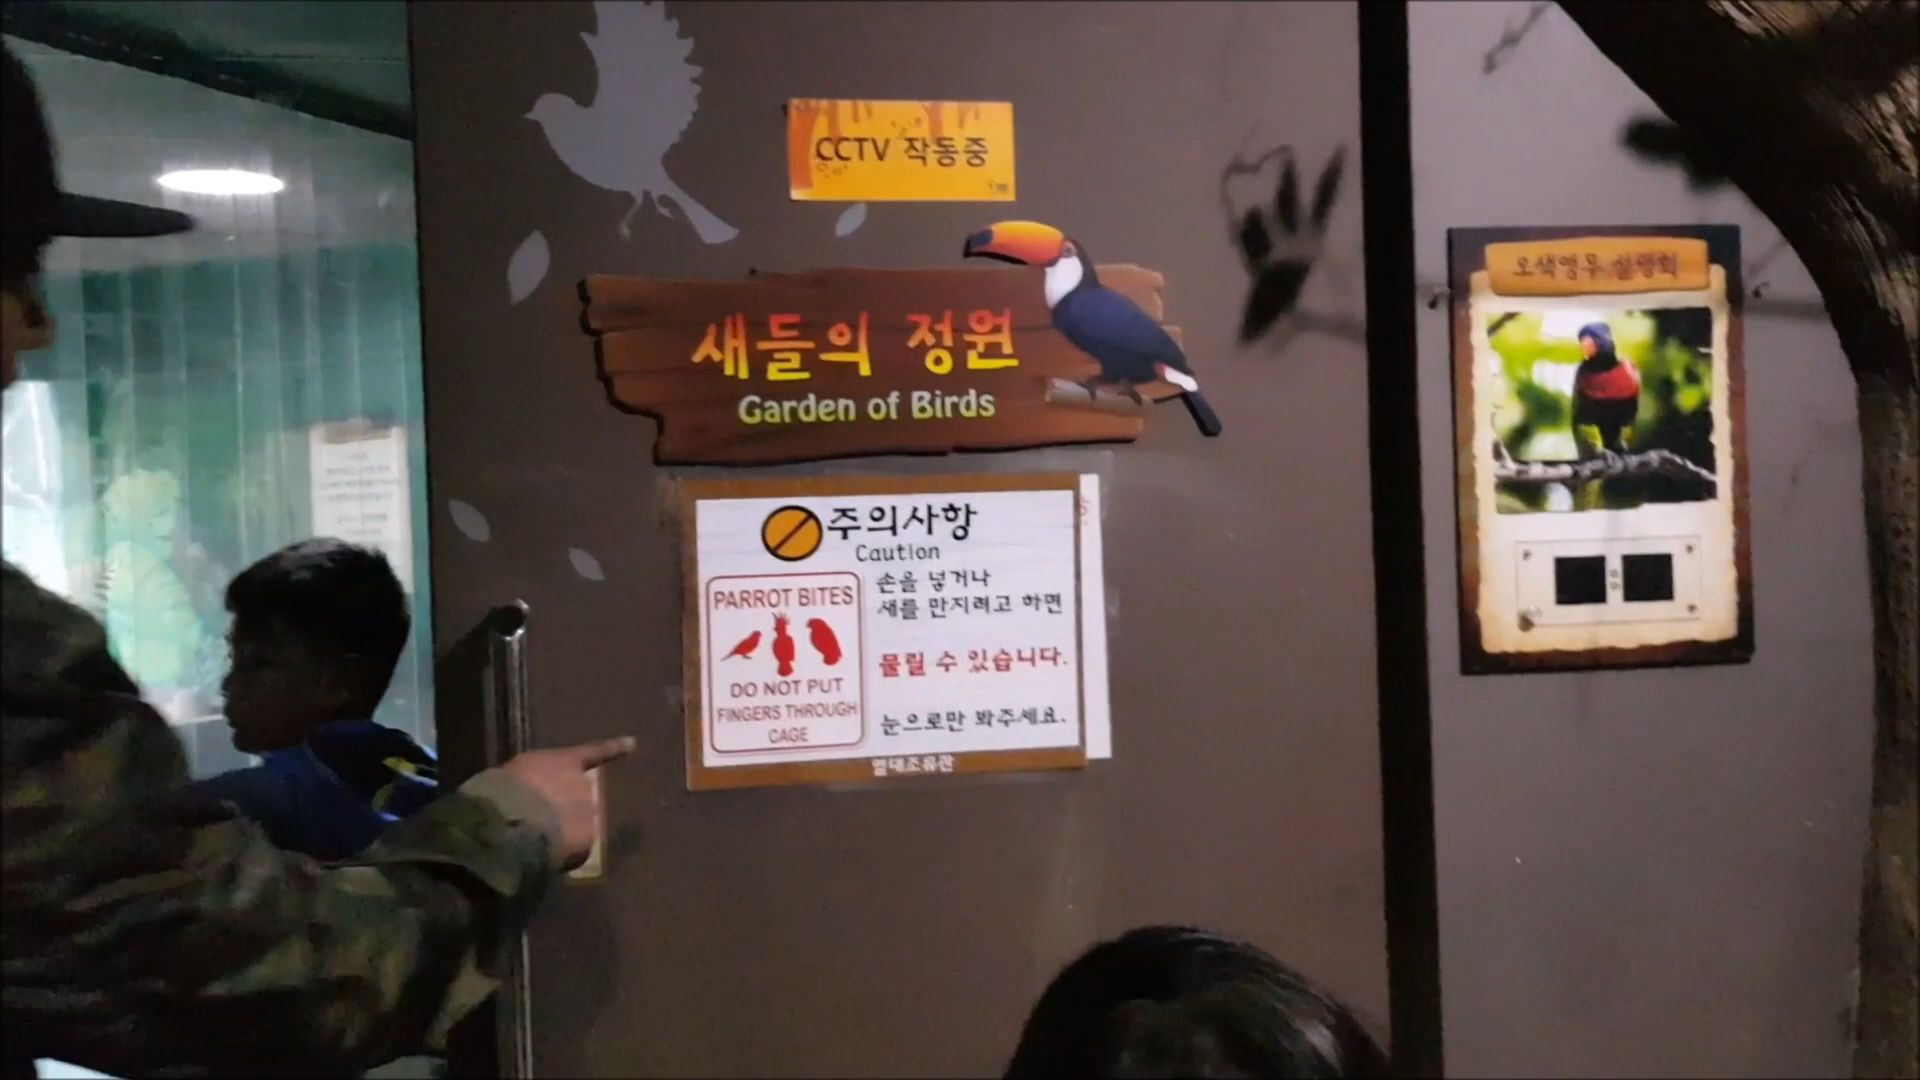 CCTV 작동중
새들의 정원
Garden of Birds
주의사항
Caution
PARROT BITES
DO NOT PUT
FINGERS THROUGH
CAGE
손을 넣거나
새를 만지려고 하면
물릴 수 있습니다.
눈으로만 봐주세요.
열대조류관
오색앵무 설명회